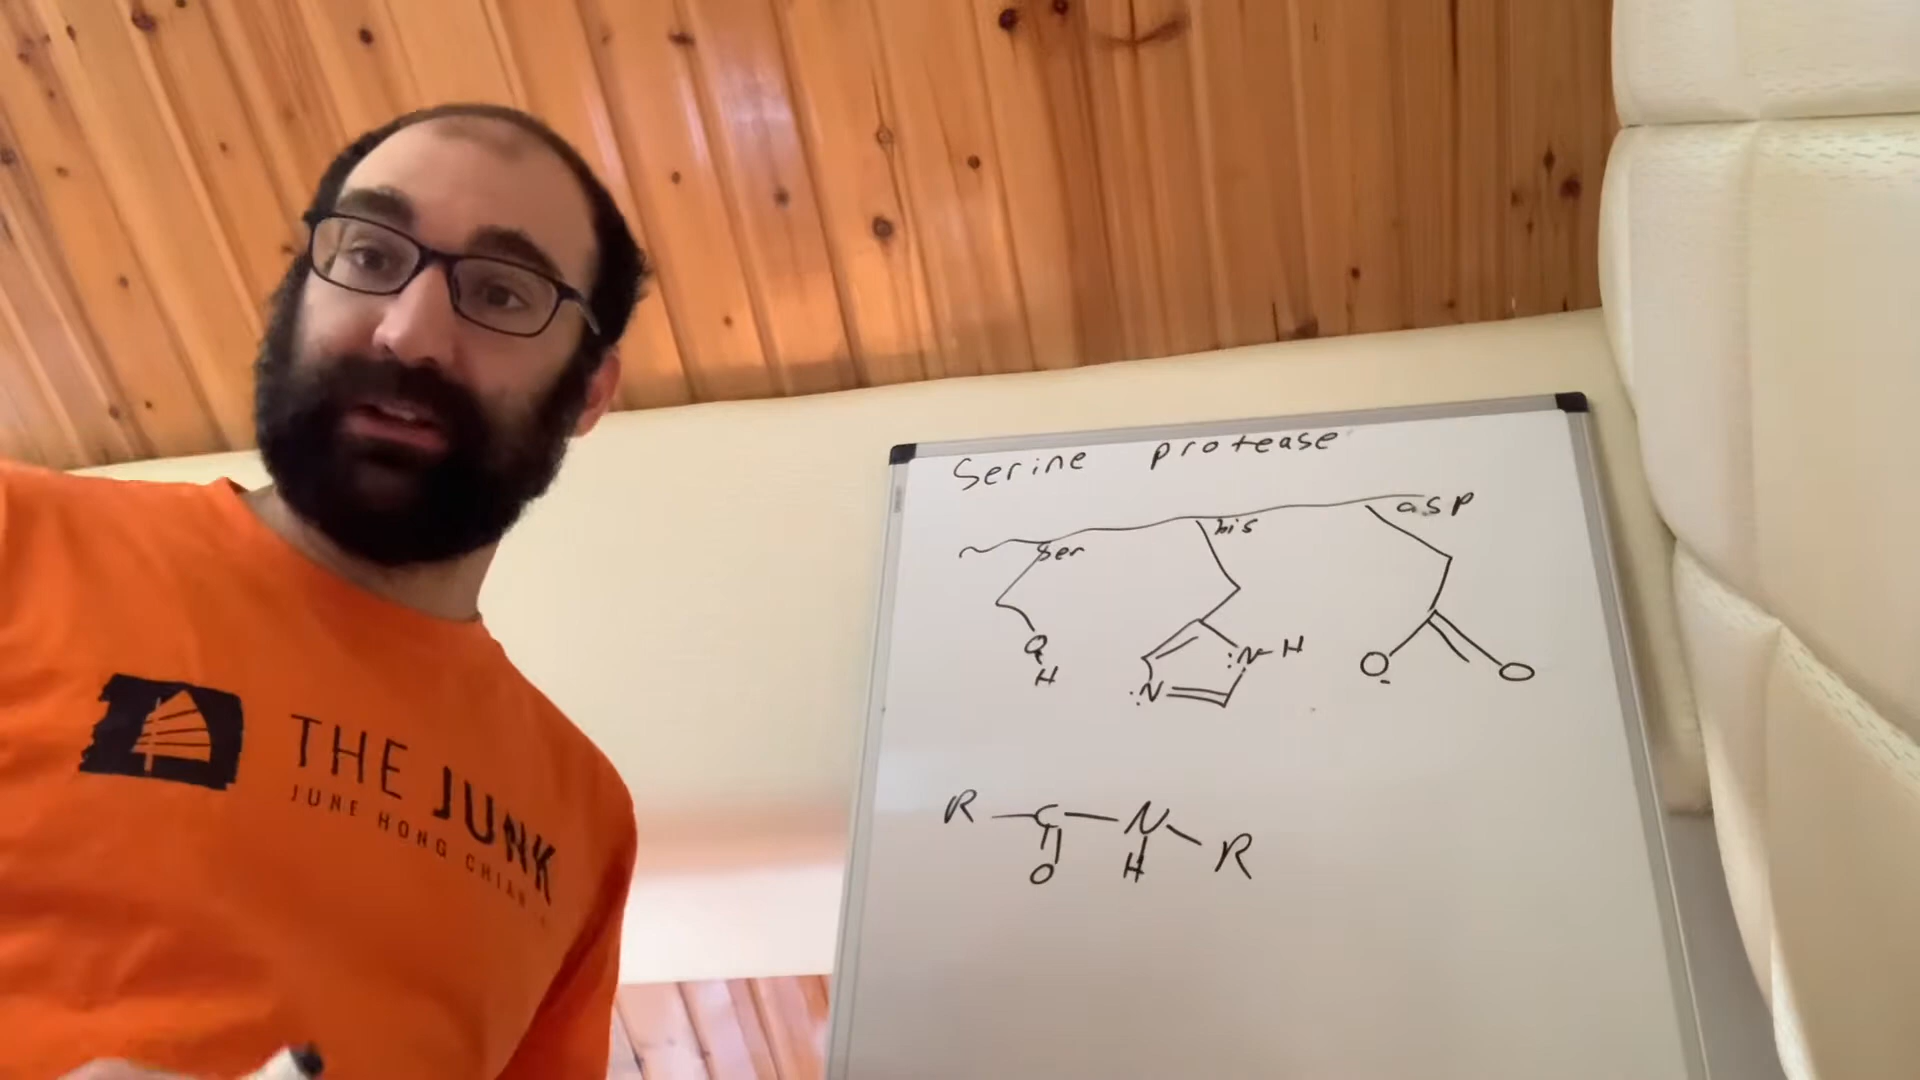 THE JUNK
JUNE HONG CHIAN
Serine protease
ser his asp
O
H
:N-H
:N
O
-
O
R C N R
O H